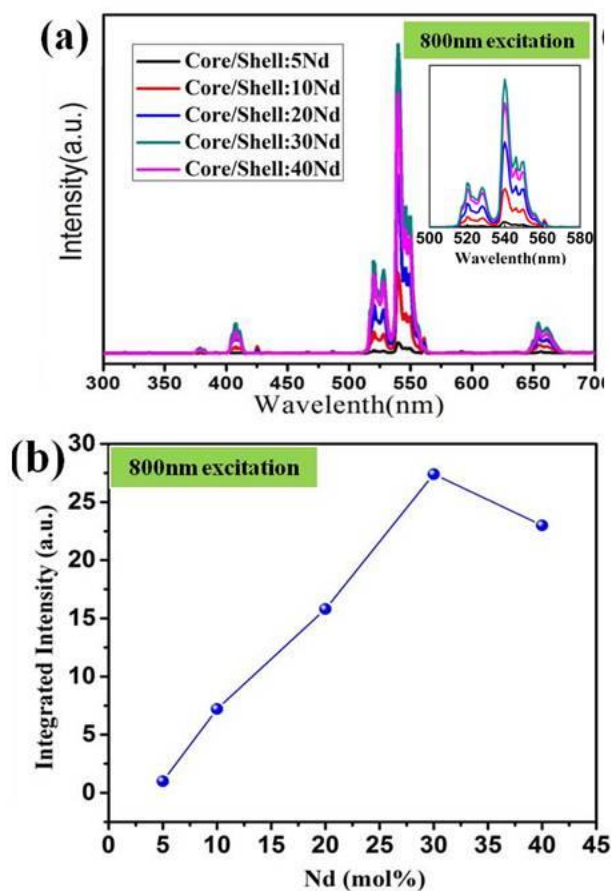 (a)
800nm excitation
Core/Shell:5Nd
Core/Shell:10Nd
Core/Shell:20Nd
Core/Shell:30Nd
Core/Shell:40Nd
Intensity(a.u.)
500 520 540 560 580
Wavelenth(nm)
300 350 400 450 500 550 600 650 700
Wavelenth(nm)
(b)
800nm excitation
30
25
20
15
10
5
0
Integrated Intensity (a.u.)
0 5 10 15 20 25 30 35 40 45
Nd (mol%)